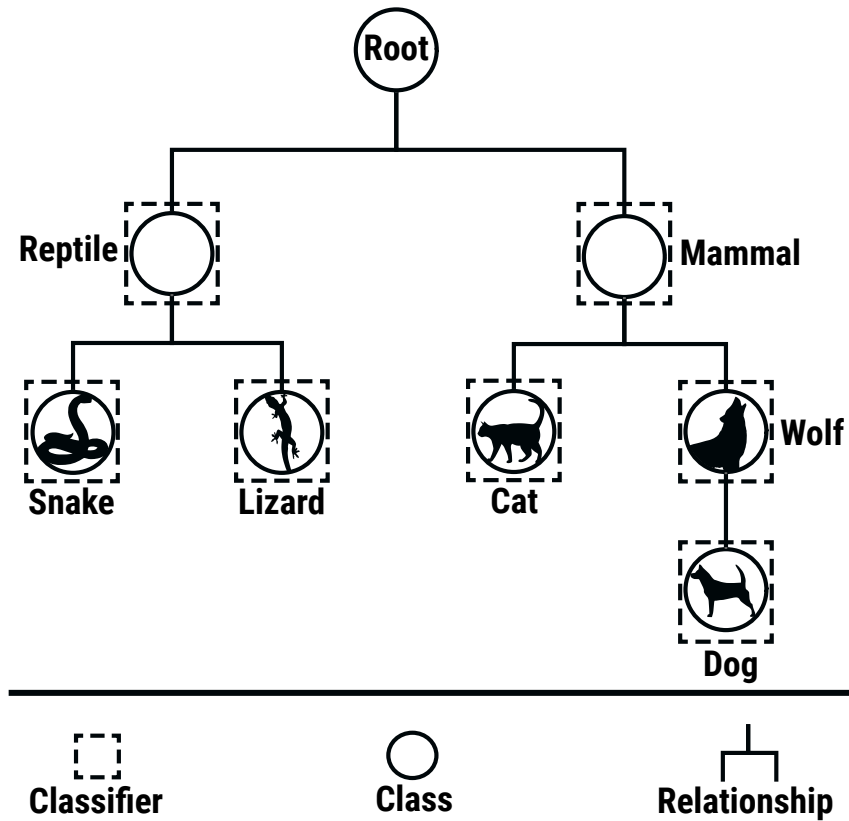 Root
Reptile
Mammal
Snake
Lizard
Cat
Wolf
Dog
Classifier
Class
Relationship